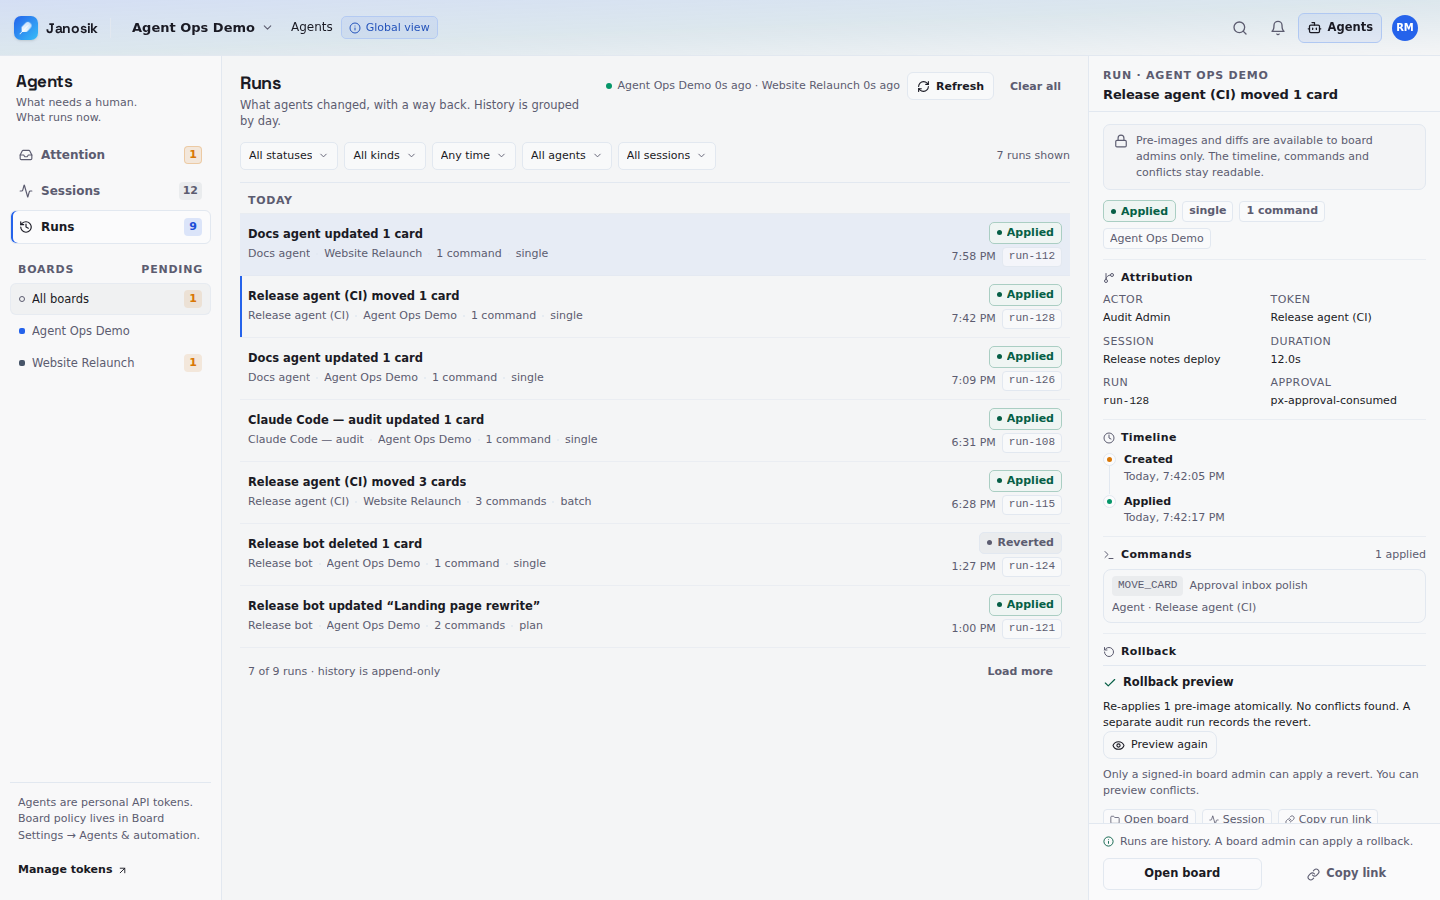 Janosik
Agent Ops Demo
Agents
Global view
Agents
RM
Agents
What needs a human.
What runs now.
Attention 1
Sessions 12
Runs 9
BOARDS PENDING
All boards 1
Agent Ops Demo
Website Relaunch 1
Agents are personal API tokens.
Board policy lives in Board
Settings → Agents & automation.
Manage tokens
Runs
What agents changed, with a way back. History is grouped
by day.
Agent Ops Demo 0s ago · Website Relaunch 0s ago
Refresh
Clear all
All statuses
All kinds
Any time
All agents
All sessions
7 runs shown
TODAY
Docs agent updated 1 card
Applied
Docs agent · Website Relaunch · 1 command · single
7:58 PM run-112
Release agent (CI) moved 1 card
Applied
Release agent (CI) · Agent Ops Demo · 1 command · single
7:42 PM run-128
Docs agent updated 1 card
Applied
Docs agent · Agent Ops Demo · 1 command · single
7:09 PM run-126
Claude Code — audit updated 1 card
Applied
Claude Code — audit · Agent Ops Demo · 1 command · single
6:31 PM run-108
Release agent (CI) moved 3 cards
Applied
Release agent (CI) · Website Relaunch · 3 commands · batch
6:28 PM run-115
Release bot deleted 1 card
Reverted
Release bot · Agent Ops Demo · 1 command · single
1:27 PM run-124
Release bot updated “Landing page rewrite”
Applied
Release bot · Agent Ops Demo · 2 commands · plan
1:00 PM run-121
7 of 9 runs · history is append-only
Load more
RUN · AGENT OPS DEMO
Release agent (CI) moved 1 card
Pre-images and diffs are available to board
admins only. The timeline, commands and
conflicts stay readable.
Applied single 1 command
Agent Ops Demo
Attribution
ACTOR TOKEN
Audit Admin Release agent (CI)
SESSION DURATION
Release notes deploy 12.0s
RUN APPROVAL
run-128 px-approval-consumed
Timeline
Created
Today, 7:42:05 PM
Applied
Today, 7:42:17 PM
Commands 1 applied
MOVE_CARD Approval inbox polish
Agent · Release agent (CI)
Rollback
Rollback preview
Re-applies 1 pre-image atomically. No conflicts found. A
separate audit run records the revert.
Preview again
Only a signed-in board admin can apply a revert. You can
preview conflicts.
Open board Session Copy run link
Runs are history. A board admin can apply a rollback.
Open board Copy link